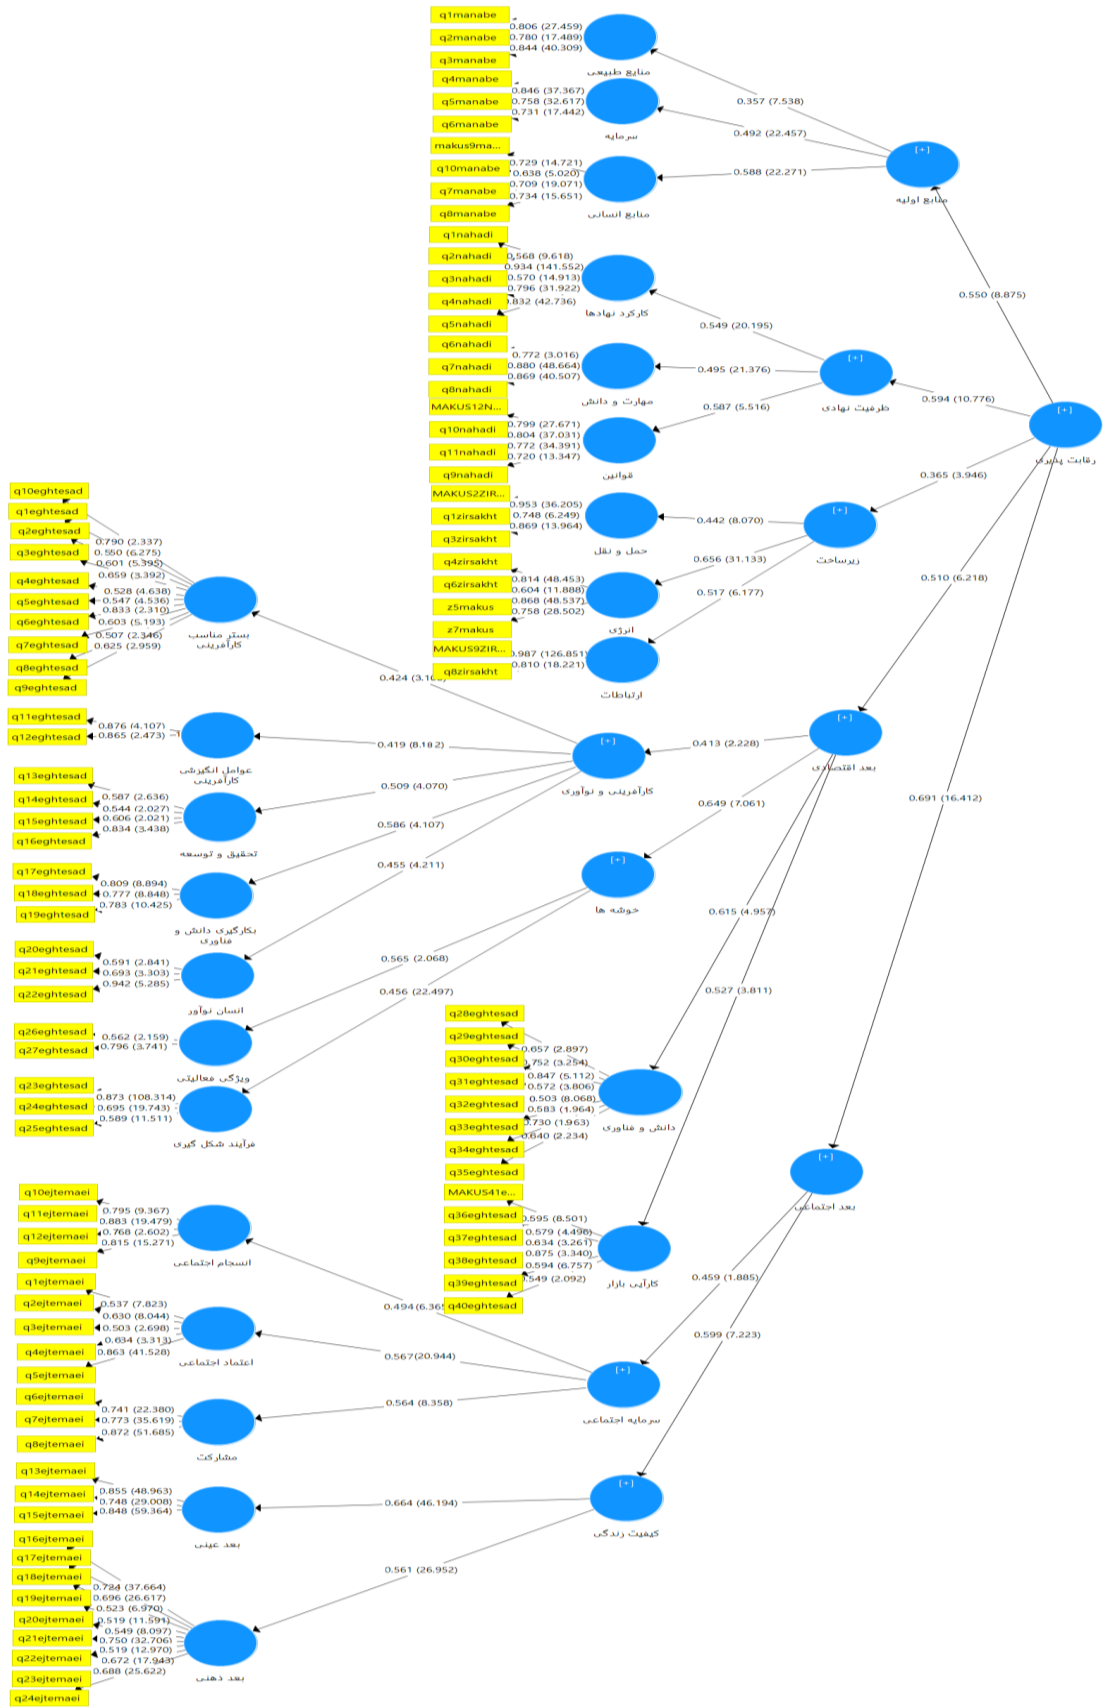 q1manabe
q2manabe
q3manabe
0.806 (27.459)
0.780 (17.489)
0.844 (40.309)
منابع طبیعی
q4manabe
q5manabe
q6manabe
0.846 (37.367)
0.758 (32.617)
0.731 (17.442)
سرمایه
makus9ma...
q10manabe
q7manabe
q8manabe
0.729 (14.721)
0.638 (5.020)
0.709 (19.071)
0.734 (15.651)
منابع انسانی
0.357 (7.538)
0.492 (22.457)
0.588 (22.271)
[+]
منابع اولیه
q1nahadi
q2nahadi
q3nahadi
q4nahadi
q5nahadi
0.568 (9.618)
0.934 (141.552)
0.570 (14.913)
0.796 (31.922)
0.832 (42.736)
کارکرد نهادها
q6nahadi
q7nahadi
q8nahadi
0.772 (3.016)
0.880 (48.664)
0.869 (40.507)
مهارت و دانش
MAKUS12N...
q10nahadi
q11nahadi
q9nahadi
0.799 (27.671)
0.804 (37.031)
0.772 (34.391)
0.720 (13.347)
قوانین
0.549 (20.195)
0.495 (21.376)
0.587 (5.516)
[+]
ظرفیت نهادی
0.550 (8.875)
0.594 (10.776)
0.365 (3.946)
0.510 (6.218)
0.691 (16.412)
[+]
رقابت پذیری
MAKUS2ZIR...
q1zirsakht
q3zirsakht
0.953 (36.205)
0.748 (6.249)
0.869 (13.964)
حمل و نقل
q4zirsakht
q6zirsakht
z5makus
z7makus
0.814 (48.453)
0.604 (11.888)
0.868 (48.537)
0.758 (28.502)
انرژی
MAKUS9ZIR...
q8zirsakht
0.987 (126.851)
0.810 (18.221)
ارتباطات
0.442 (8.070)
0.656 (31.133)
0.517 (6.177)
[+]
زیرساخت
q10eghtesad
q1eghtesad
q2eghtesad
q3eghtesad
q4eghtesad
q5eghtesad
q6eghtesad
q7eghtesad
q8eghtesad
q9eghtesad
0.790 (2.337)
0.550 (6.275)
0.601 (5.395)
0.659 (3.392)
0.528 (4.638)
0.547 (4.536)
0.833 (2.310)
0.603 (5.193)
0.507 (2.346)
0.625 (2.959)
بستر مناسب
کارآفرینی
q11eghtesad
q12eghtesad
0.876 (4.107)
0.865 (2.473)
عوامل انگیزشی
کارآفرینی
q13eghtesad
q14eghtesad
q15eghtesad
q16eghtesad
0.587 (2.636)
0.544 (2.027)
0.606 (2.021)
0.834 (3.438)
تحقیق و توسعه
q17eghtesad
q18eghtesad
q19eghtesad
0.809 (8.894)
0.777 (8.848)
0.783 (10.425)
بکارگیری دانش و
فناوری
q20eghtesad
q21eghtesad
q22eghtesad
0.591 (2.841)
0.693 (3.303)
0.942 (5.285)
انسان نوآور
0.419 (8.182)
0.509 (4.070)
0.586 (4.107)
0.455 (4.211)
[+]
کارآفرینی و نوآوری
0.413 (2.228)
0.649 (7.061)
0.615 (4.957)
0.527 (3.811)
[+]
بعد اقتصادی
q26eghtesad
q27eghtesad
0.562 (2.159)
0.796 (3.741)
ویژگی فعالیتی
q23eghtesad
q24eghtesad
q25eghtesad
0.873 (108.314)
0.695 (19.743)
0.589 (11.511)
فرآیند شکل گیری
0.565 (2.068)
0.456 (22.497)
[+]
خوشه ها
q28eghtesad
q29eghtesad
q30eghtesad
q31eghtesad
q32eghtesad
q33eghtesad
q34eghtesad
q35eghtesad
0.657 (2.897)
0.752 (3.254)
0.847 (5.112)
0.572 (3.806)
0.503 (8.068)
0.583 (1.964)
0.730 (1.963)
0.640 (2.234)
دانش و فناوری
MAKUS41e...
q36eghtesad
q37eghtesad
q38eghtesad
q39eghtesad
q40eghtesad
0.595 (8.501)
0.579 (4.496)
0.634 (3.261)
0.875 (3.340)
0.594 (6.757)
0.549 (2.092)
کارآیی بازار
[+]
بعد اجتماعی
0.459 (1.885)
0.599 (7.223)
q10ejtemaei
q11ejtemaei
q12ejtemaei
q9ejtemaei
0.795 (9.367)
0.883 (19.479)
0.768 (2.602)
0.815 (15.271)
انسجام اجتماعی
q1ejtemaei
q2ejtemaei
q3ejtemaei
q4ejtemaei
q5ejtemaei
0.537 (7.823)
0.630 (8.044)
0.503 (2.698)
0.634 (3.313)
0.863 (41.528)
اعتماد اجتماعی
q6ejtemaei
q7ejtemaei
q8ejtemaei
0.741 (22.380)
0.773 (35.619)
0.872 (51.685)
مشارکت
0.567(20.944)
0.564 (8.358)
[+]
سرمایه اجتماعی
q13ejtemaei
q14ejtemaei
q15ejtemaei
0.855 (48.963)
0.748 (29.008)
0.848 (59.364)
بعد عینی
q16ejtemaei
q17ejtemaei
q18ejtemaei
q19ejtemaei
q20ejtemaei
q21ejtemaei
q22ejtemaei
q23ejtemaei
q24ejtemaei
0.724 (37.664)
0.696 (26.617)
0.523 (6.970)
0.519 (11.591)
0.549 (8.097)
0.750 (32.706)
0.519 (12.970)
0.672 (17.943)
0.688 (25.622)
بعد ذهنی
0.664 (46.194)
0.561 (26.952)
[+]
کیفیت زندگی